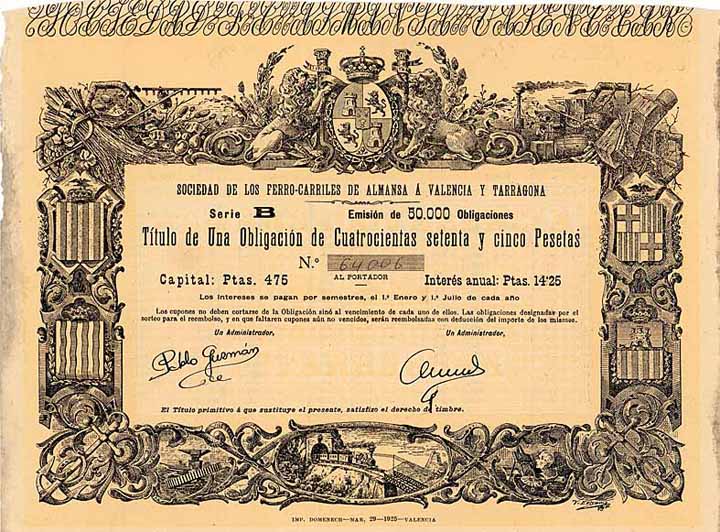 SOCIEDAD DE LOS FERRO-CARRILES DE ALMANSA Á VALENCIA Y TARRAGONA
Serie B Emisión de 50.000 Obligaciones
Título de Una Obligación de Cuatrocientas setenta y cinco Pesetas
N.º 64006
Capital: Ptas. 475 AL PORTADOR Interés anual: Ptas. 14'25
Los intereses se pagan por semestres, el 1.º Enero y 1.º Julio de cada año
Los cupones no deben cortarse de la Obligación sinó al vencimiento de cada uno de ellos. Las obligaciones designadas por el
sorteo para el reembolso, y en que faltaren cupones aún no vencidos, serán reembolsadas con deducción del importe de los mismos.
Un Administrador, Un Administrador,
Pablo Guzmán
El Título primitivo á que sustituye el presente, satisfizo el derecho de timbre.
IMP. DOMENECH—MAR, 29—1925—VALENCIA